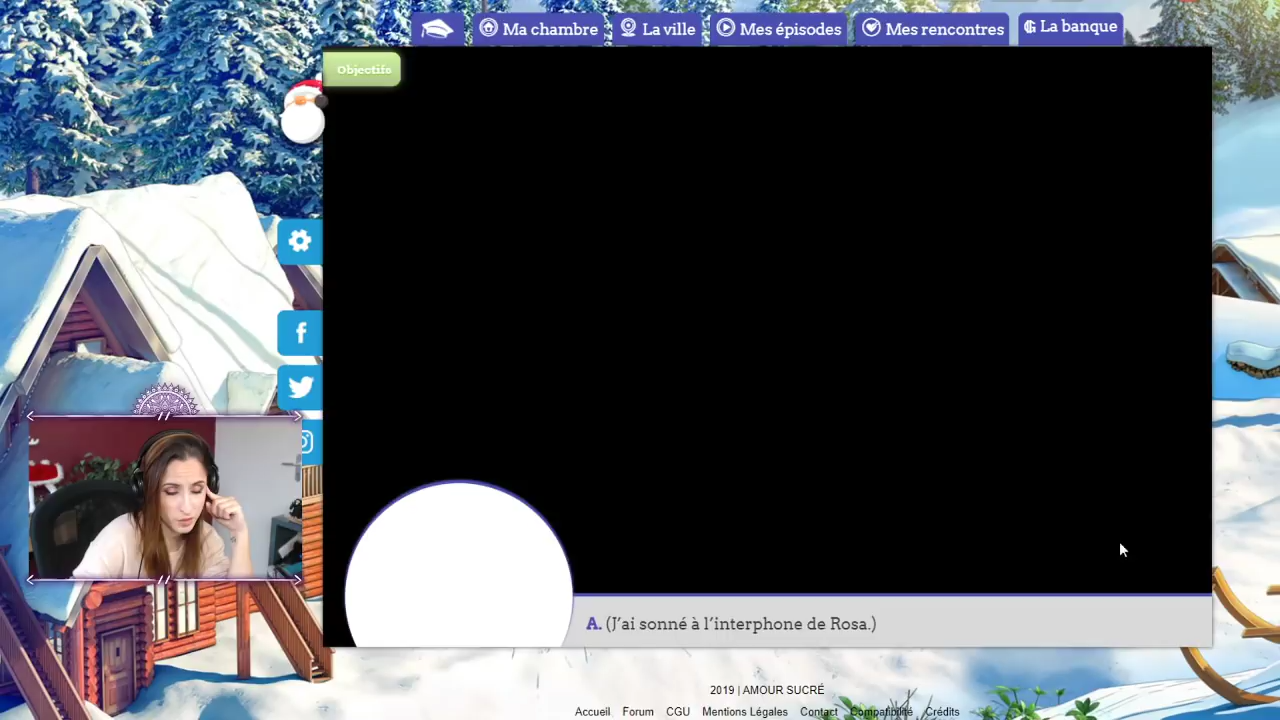 Ma chambre
La ville
Mes épisodes
Mes rencontres
La banque
Objectifs
A. (J'ai sonné à l'interphone de Rosa.)
2019 | AMOUR SUCRÉ
Accueil Forum CGU Mentions Légales Contact Compatibilité Crédits